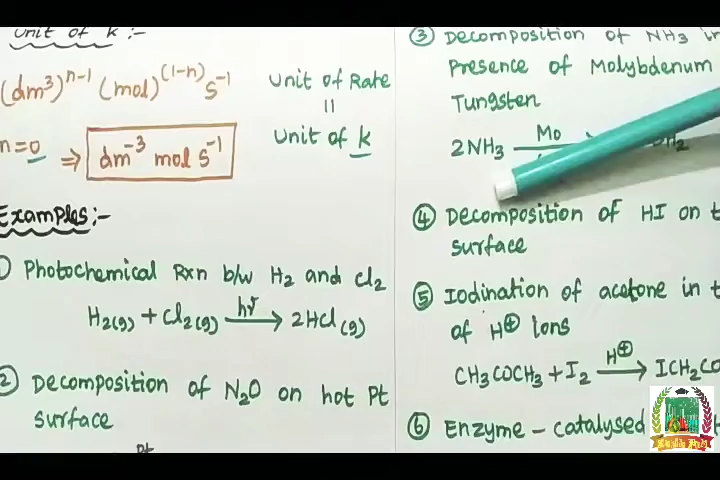 Unit of k :-
(dm³)ⁿ⁻¹ (mol)⁽¹⁻ⁿ⁾ s⁻¹
n=0 ⇒ dm⁻³ mol s⁻¹
Unit of Rate
=
Unit of k
Examples:-
① Photochemical Rxn b/w H₂ and Cl₂
H₂(g) + Cl₂(g) hν → 2HCl(g)
② Decomposition of N₂O on hot Pt
surface
Pt
③ Decomposition of NH₃ in
Presence of Molybdenum
Tungsten
2NH₃ Mo
④ Decomposition of HI on
surface
⑤ Iodination of acetone in
of H⊕ ions
CH₃COCH₃ + I₂ H⊕ → ICH₂CO
⑥ Enzyme – catalysed